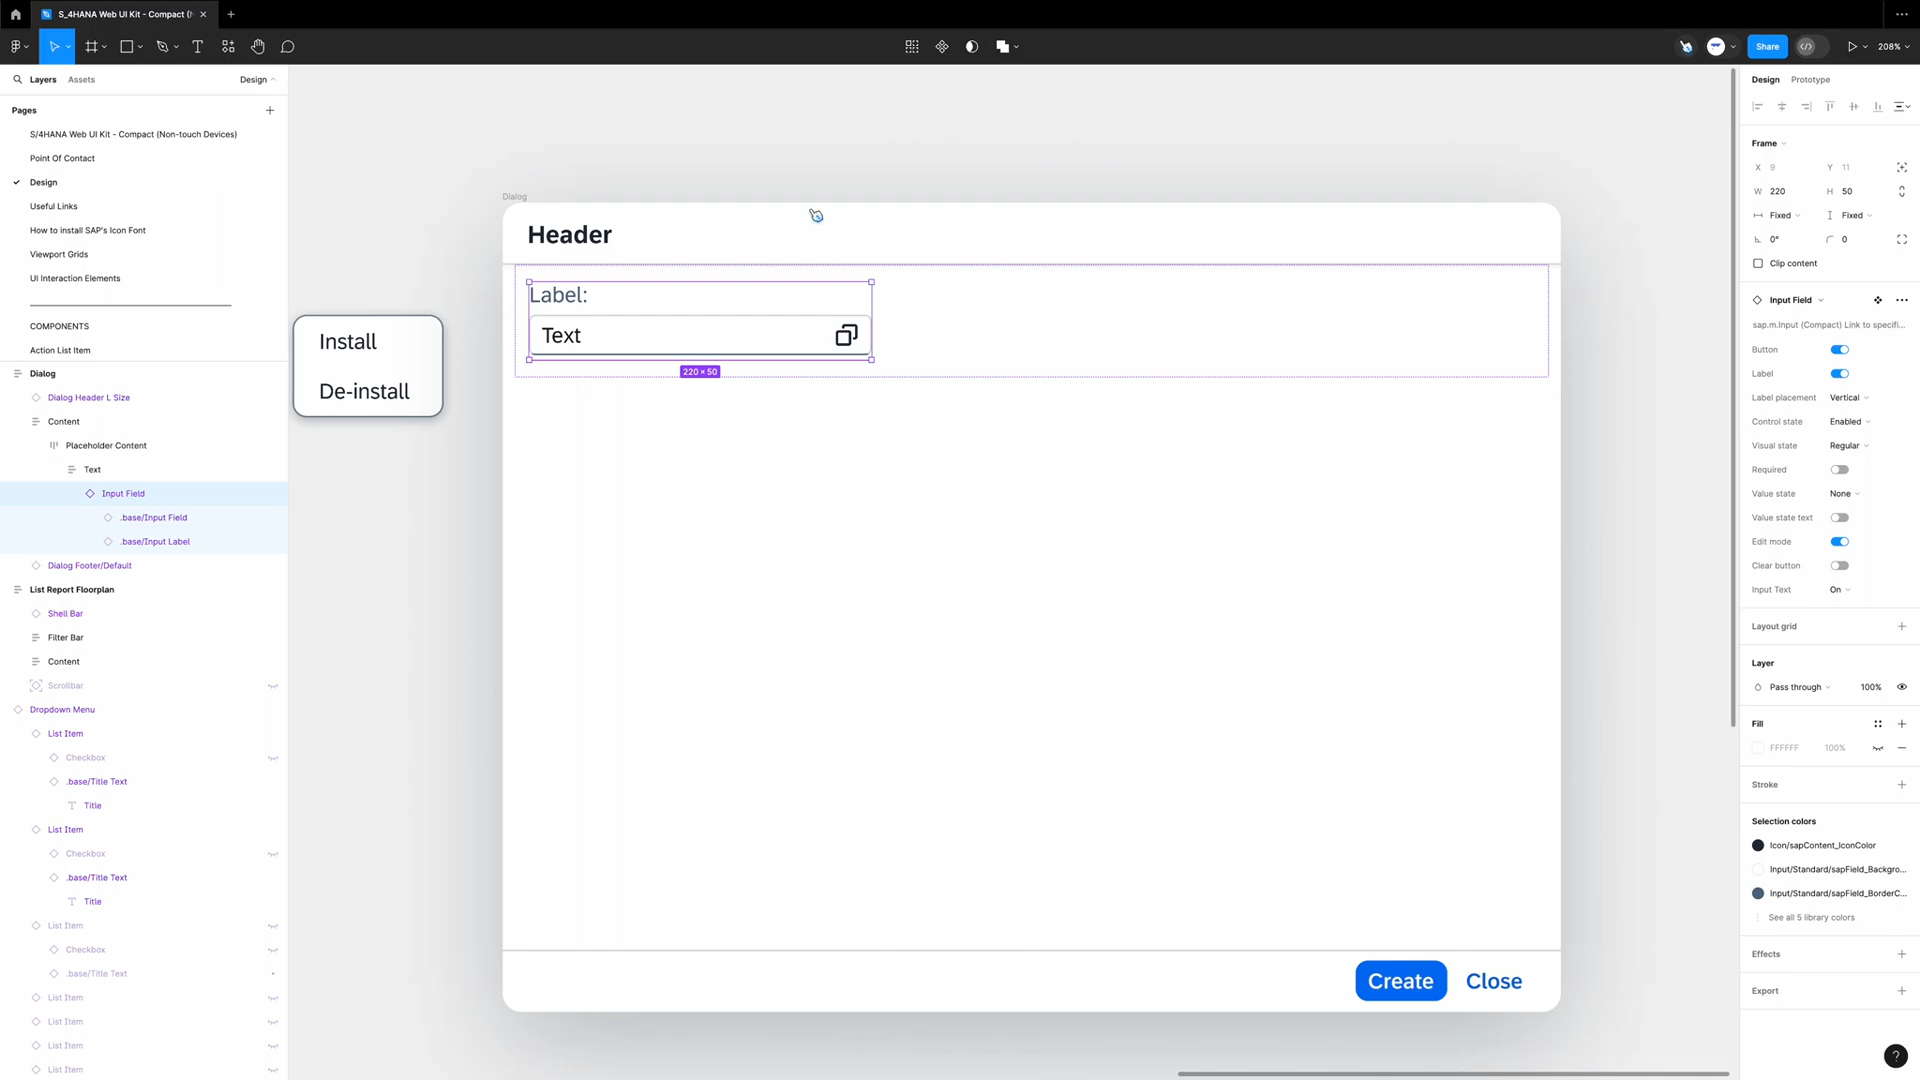 S_4HANA Web UI Kit - Compact (
Share
208%
Layers
Assets
Design
Pages
S/4HANA Web UI Kit - Compact (Non-touch Devices)
Point Of Contact
Design
Useful Links
How to install SAP's Icon Font
Viewport Grids
UI Interaction Elements
COMPONENTS
Action List Item
Dialog
Dialog Header L Size
Content
Placeholder Content
Text
Input Field
.base/Input Field
.base/Input Label
Dialog Footer/Default
List Report Floorplan
Shell Bar
Filter Bar
Content
Scrollbar
Dropdown Menu
List Item
Checkbox
.base/Title Text
Title
List Item
Checkbox
.base/Title Text
Title
List Item
Checkbox
.base/Title Text
List Item
List Item
List Item
List Item
Install
De-install
Dialog
Header
Label:
Text
220 × 50
Create
Close
Design
Prototype
Frame
X 9
Y 11
W 220
H 50
Fixed
Fixed
0°
0
Clip content
Input Field
sap.m.Input (Compact) Link to specifi...
Button
Label
Label placement
Vertical
Control state
Enabled
Visual state
Regular
Required
Value state
None
Value state text
Edit mode
Clear button
Input Text
On
Layout grid
Layer
Pass through
100%
Fill
FFFFFF
100%
Stroke
Selection colors
Icon/sapContent_IconColor
Input/Standard/sapField_Backgro...
Input/Standard/sapField_BorderC...
See all 5 library colors
Effects
Export
?